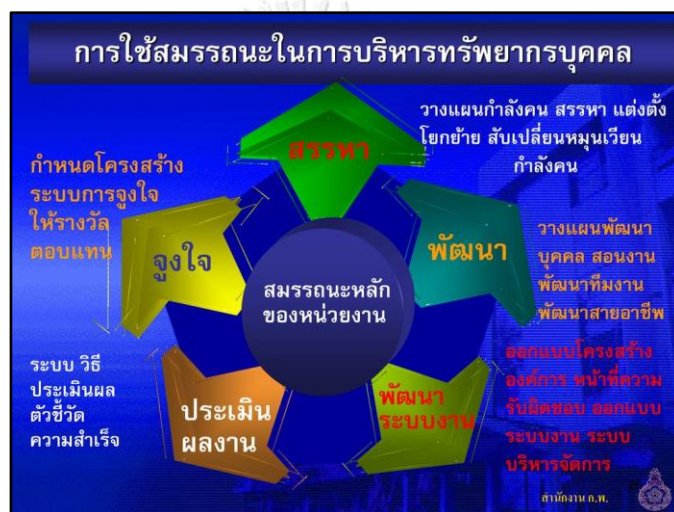 การใช้สมรรถนะในการบริหารทรัพยากรบุคคล
สรรหา
วางแผนกำลังคน สรรหา แต่งตั้ง
โยกย้าย สับเปลี่ยนหมุนเวียน
กำลังคน
กำหนดโครงสร้าง
ระบบการจูงใจ
ให้รางวัล
ตอบแทน
จูงใจ
พัฒนา
วางแผนพัฒนา
บุคคล สอนงาน
พัฒนาทีมงาน
พัฒนาสายอาชีพ
สมรรถนะหลัก
ของหน่วยงาน
ระบบ วิธี
ประเมินผล
ตัวชี้วัด
ความสำเร็จ
ประเมิน
ผลงาน
พัฒนา
ระบบงาน
ออกแบบโครงสร้าง
องค์การ หน้าที่ความ
รับผิดชอบ ออกแบบ
ระบบงาน ระบบ
บริหารจัดการ
สำนักงาน ก.พ.